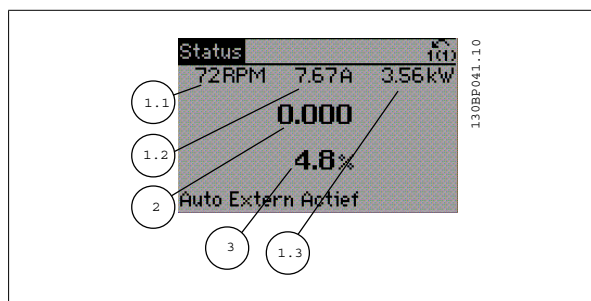 Status
1(1)
72RPM 7.67A 3.56kW
0.000
4.8%
Auto Extern Actief
1.1
1.2
2
3
1.3
130BP041.10